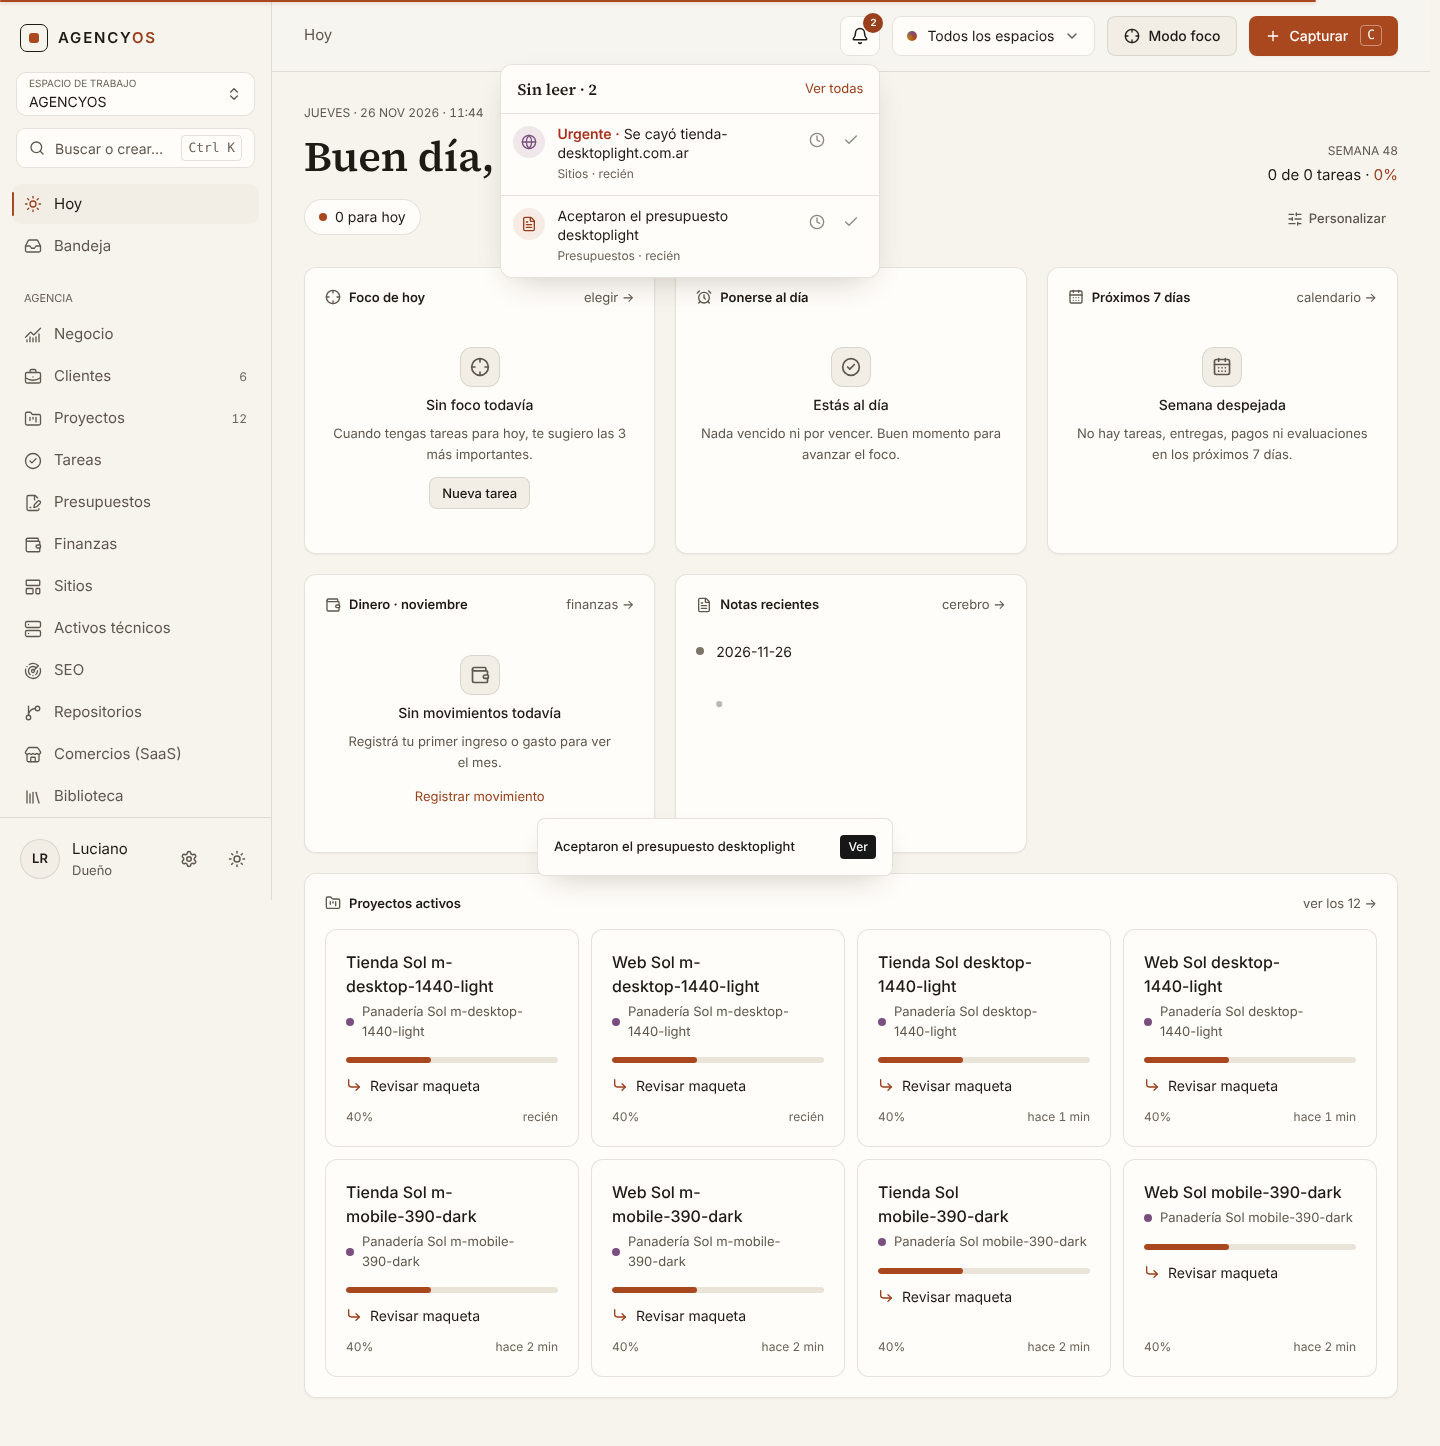 AGENCYOS
ESPACIO DE TRABAJO
AGENCYOS
Buscar o crear...
Ctrl K
Hoy
Bandeja
AGENCIA
Negocio
Clientes 6
Proyectos 12
Tareas
Presupuestos
Finanzas
Sitios
Activos técnicos
SEO
Repositorios
Comercios (SaaS)
Biblioteca
LR
Luciano
Dueño
Hoy
2
Todos los espacios
Modo foco
Capturar C
Sin leer · 2
Ver todas
Urgente · Se cayó tienda-
desktoplight.com.ar
Sitios · recién
Aceptaron el presupuesto
desktoplight
Presupuestos · recién
JUEVES · 26 NOV 2026 · 11:44
Buen día,
0 para hoy
SEMANA 48
0 de 0 tareas · 0%
Personalizar
Foco de hoy
elegir →
Sin foco todavía
Cuando tengas tareas para hoy, te sugiero las 3
más importantes.
Nueva tarea
Ponerse al día
Estás al día
Nada vencido ni por vencer. Buen momento para
avanzar el foco.
Próximos 7 días
calendario →
Semana despejada
No hay tareas, entregas, pagos ni evaluaciones
en los próximos 7 días.
Dinero · noviembre
finanzas →
Sin movimientos todavía
Registrá tu primer ingreso o gasto para ver
el mes.
Registrar movimiento
Notas recientes
cerebro →
2026-11-26
Aceptaron el presupuesto desktoplight
Ver
Proyectos activos
ver los 12 →
Tienda Sol m-
desktop-1440-light
Panadería Sol m-desktop-
1440-light
Revisar maqueta
40% recién
Web Sol m-
desktop-1440-light
Panadería Sol m-desktop-
1440-light
Revisar maqueta
40% recién
Tienda Sol desktop-
1440-light
Panadería Sol desktop-
1440-light
Revisar maqueta
40% hace 1 min
Web Sol desktop-
1440-light
Panadería Sol desktop-
1440-light
Revisar maqueta
40% hace 1 min
Tienda Sol m-
mobile-390-dark
Panadería Sol m-mobile-
390-dark
Revisar maqueta
40% hace 2 min
Web Sol m-
mobile-390-dark
Panadería Sol m-mobile-
390-dark
Revisar maqueta
40% hace 2 min
Tienda Sol
mobile-390-dark
Panadería Sol mobile-390-dark
Revisar maqueta
40% hace 2 min
Web Sol mobile-390-dark
Panadería Sol mobile-390-dark
Revisar maqueta
40% hace 2 min